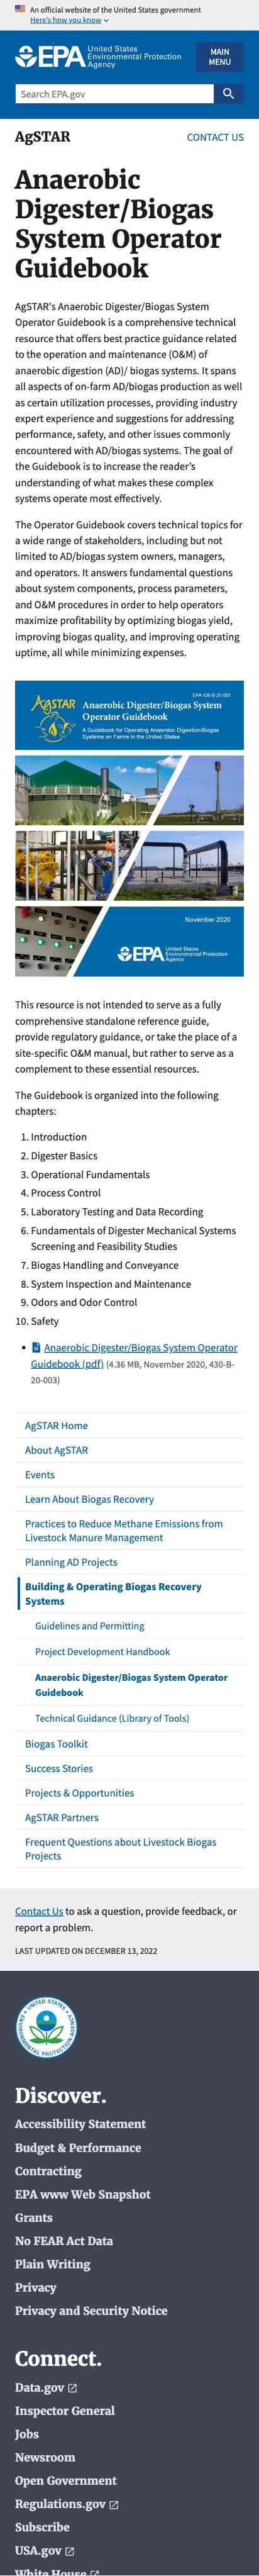 An official website of the United States government
Here's how you know
EPA
United States
Environmental Protection
Agency
MAIN
MENU
Search EPA.gov
AgSTAR
CONTACT US
Anaerobic
Digester/Biogas
System Operator
Guidebook
AgSTAR's Anaerobic Digester/Biogas System
Operator Guidebook is a comprehensive technical
resource that offers best practice guidance related
to the operation and maintenance (O&M) of
anaerobic digestion (AD)/ biogas systems. It spans
all aspects of on-farm AD/biogas production as well
as certain utilization processes, providing industry
expert experience and suggestions for addressing
performance, safety, and other issues commonly
encountered with AD/biogas systems. The goal of
the Guidebook is to increase the reader's
understanding of what makes these complex
systems operate most effectively.
The Operator Guidebook covers technical topics for
a wide range of stakeholders, including but not
limited to AD/biogas system owners, managers,
and operators. It answers fundamental questions
about system components, process parameters,
and O&M procedures in order to help operators
maximize profitability by optimizing biogas yield,
improving biogas quality, and improving operating
uptime, all while minimizing expenses.
EPA 430-B-20-003
AgSTAR
Anaerobic Digester/Biogas System
Operator Guidebook
A Guidebook for Operating Anaerobic Digestion/Biogas
Systems on Farms in the United States
November 2020
EPA
United States
Environmental Protection
Agency
This resource is not intended to serve as a fully
comprehensive standalone reference guide,
provide regulatory guidance, or take the place of a
site-specific O&M manual, but rather to serve as a
complement to these essential resources.
The Guidebook is organized into the following
chapters:
1. Introduction
2. Digester Basics
3. Operational Fundamentals
4. Process Control
5. Laboratory Testing and Data Recording
6. Fundamentals of Digester Mechanical Systems
Screening and Feasibility Studies
7. Biogas Handling and Conveyance
8. System Inspection and Maintenance
9. Odors and Odor Control
10. Safety
• Anaerobic Digester/Biogas System Operator
Guidebook (pdf) (4.36 MB, November 2020, 430-B-
20-003)
AgSTAR Home
About AgSTAR
Events
Learn About Biogas Recovery
Practices to Reduce Methane Emissions from
Livestock Manure Management
Planning AD Projects
Building & Operating Biogas Recovery
Systems
Guidelines and Permitting
Project Development Handbook
Anaerobic Digester/Biogas System Operator
Guidebook
Technical Guidance (Library of Tools)
Biogas Toolkit
Success Stories
Projects & Opportunities
AgSTAR Partners
Frequent Questions about Livestock Biogas
Projects
Contact Us to ask a question, provide feedback, or
report a problem.
LAST UPDATED ON DECEMBER 13, 2022
UNITED STATES
ENVIRONMENTAL PROTECTION AGENCY
Discover.
Accessibility Statement
Budget & Performance
Contracting
EPA www Web Snapshot
Grants
No FEAR Act Data
Plain Writing
Privacy
Privacy and Security Notice
Connect.
Data.gov
Inspector General
Jobs
Newsroom
Open Government
Regulations.gov
Subscribe
USA.gov
White House